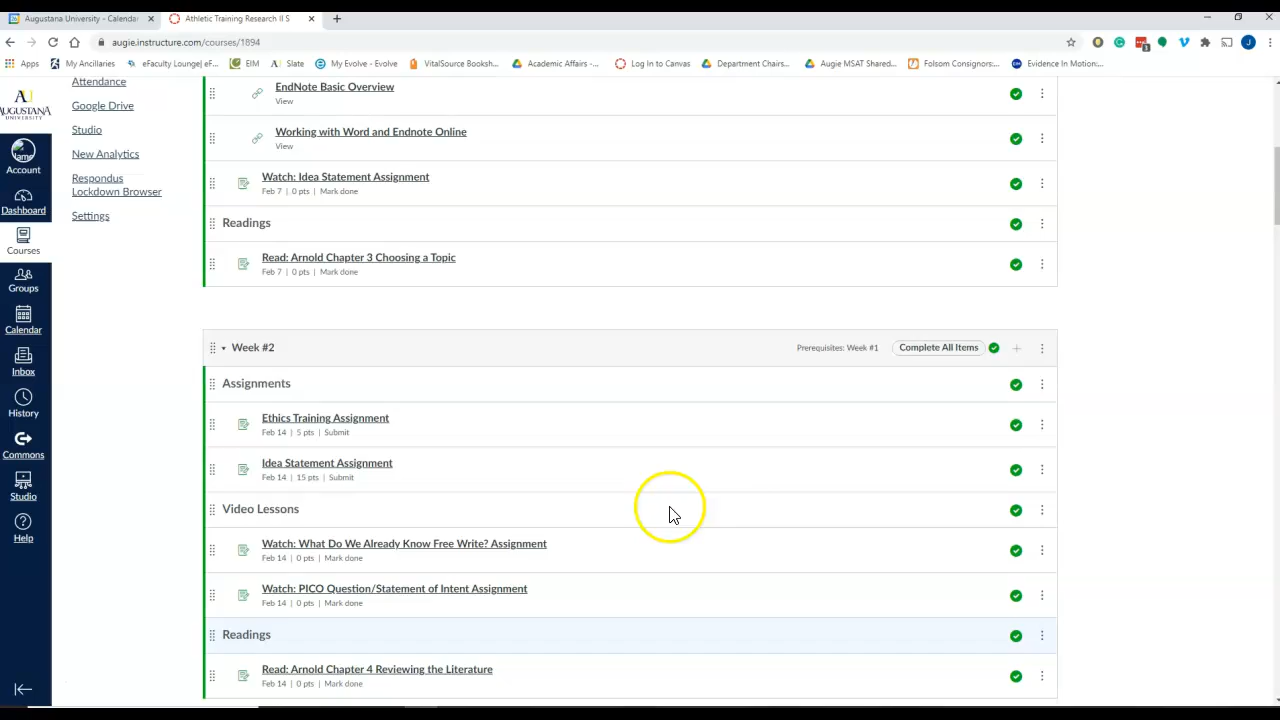 Augustana University - Calenda
Athletic Training Research II S
augie.instructure.com/courses/1894
Apps
My Ancillaries
eFaculty Lounge| eF...
EIM
Slate
My Evolve - Evolve
VitalSource Booksh...
Academic Affairs -...
Log In to Canvas
Department Chairs...
Augie MSAT Shared...
Folsom Consignors:...
Evidence In Motion:...
AUGUSTANA
UNIVERSITY
Account
Dashboard
Courses
Groups
Calendar
Inbox
History
Commons
Studio
Help
Attendance
Google Drive
Studio
New Analytics
Respondus
Lockdown Browser
Settings
EndNote Basic Overview
View
Working with Word and Endnote Online
View
Watch: Idea Statement Assignment
Feb 7 | 0 pts | Mark done
Readings
Read: Arnold Chapter 3 Choosing a Topic
Feb 7 | 0 pts | Mark done
Week #2
Prerequisites: Week #1
Complete All Items
Assignments
Ethics Training Assignment
Feb 14 | 5 pts | Submit
Idea Statement Assignment
Feb 14 | 15 pts | Submit
Video Lessons
Watch: What Do We Already Know Free Write? Assignment
Feb 14 | 0 pts | Mark done
Watch: PICO Question/Statement of Intent Assignment
Feb 14 | 0 pts | Mark done
Readings
Read: Arnold Chapter 4 Reviewing the Literature
Feb 14 | 0 pts | Mark done